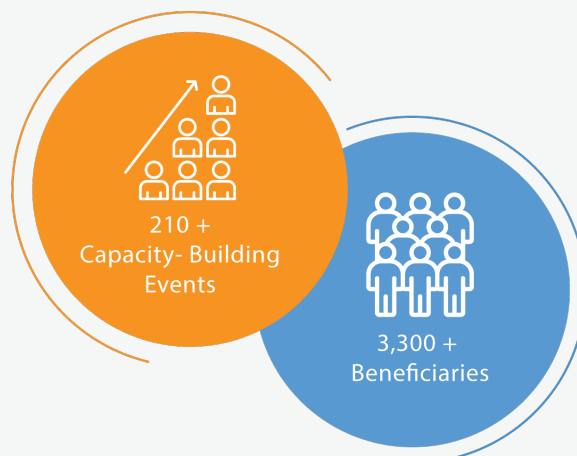 210 +
Capacity- Building
Events
3,300 +
Beneficiaries